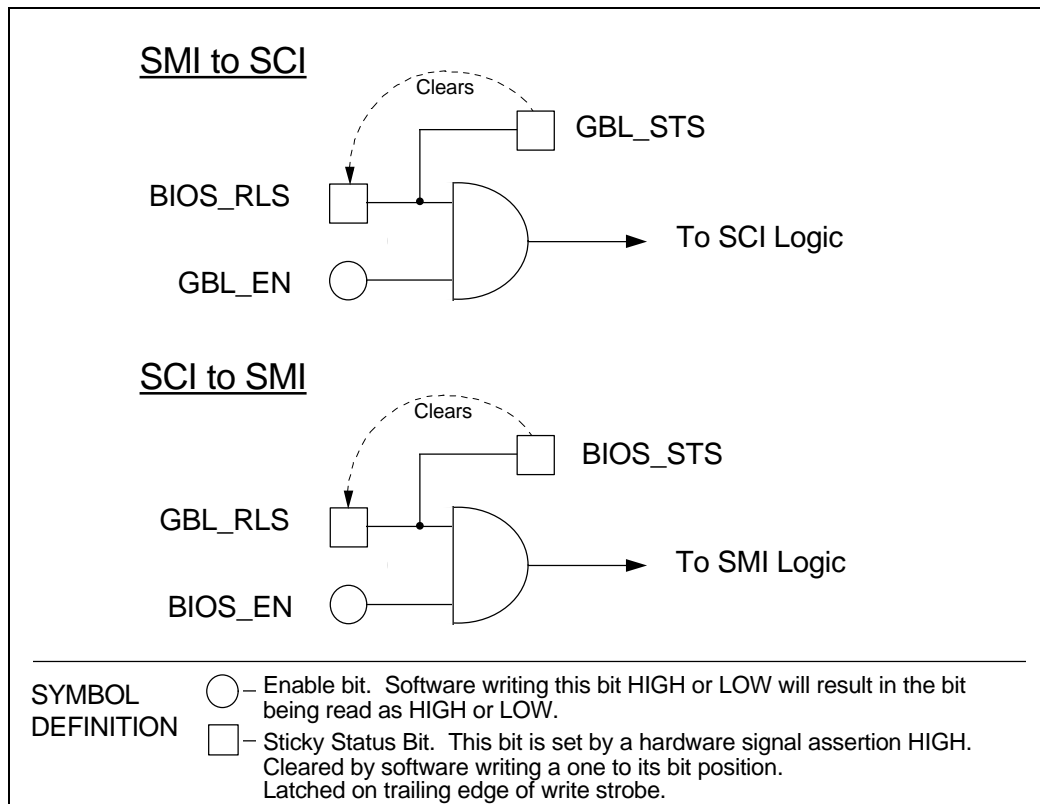 SMI to SCI
Clears
GBL_STS
BIOS_RLS
To SCI Logic
GBL_EN
SCI to SMI
Clears
BIOS_STS
GBL_RLS
To SMI Logic
BIOS_EN
SYMBOL
DEFINITION
– Enable bit. Software writing this bit HIGH or LOW will result in the bit
being read as HIGH or LOW.
– Sticky Status Bit. This bit is set by a hardware signal assertion HIGH.
Cleared by software writing a one to its bit position.
Latched on trailing edge of write strobe.